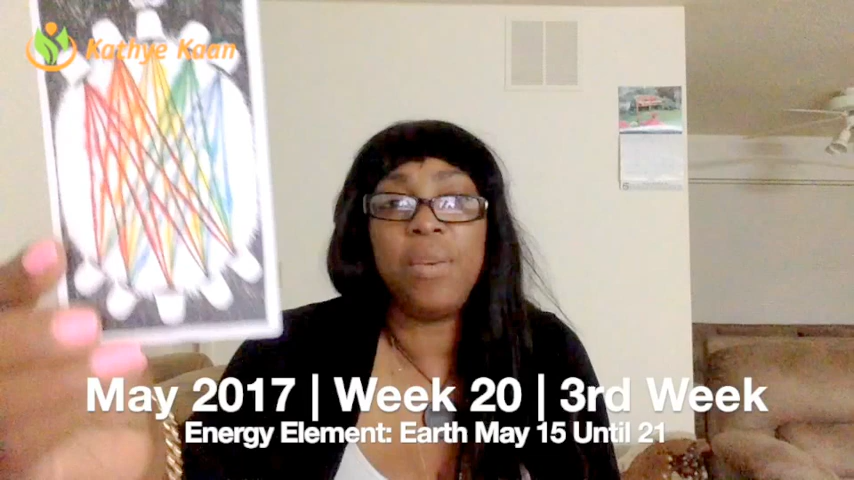 Kathye Kaan
May 2017 | Week 20 | 3rd Week
Energy Element: Earth May 15 Until 21